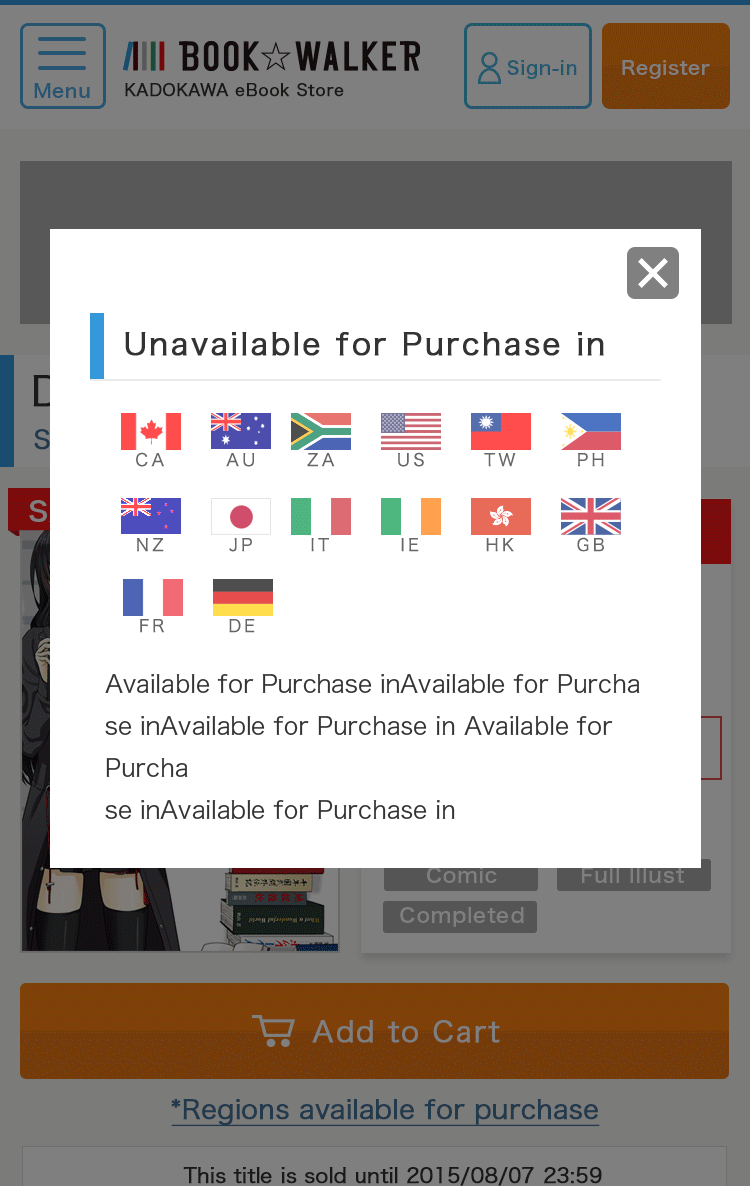 BOOK☆WALKER
KADOKAWA eBook Store
Menu
Sign-in
Register
Unavailable for Purchase in
CA AU ZA US TW PH
NZ JP IT IE HK GB
FR DE
Available for Purchase inAvailable for Purcha
se inAvailable for Purchase in Available for
Purcha
se inAvailable for Purchase in
Comic
Full Illust
Completed
What a Wonderful World
Add to Cart
*Regions available for purchase
This title is sold until 2015/08/07 23:59